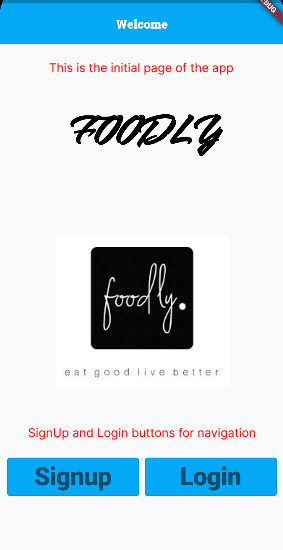 Welcome
This is the initial page of the app
FOODLY
foodly.
eat good live better
SignUp and Login buttons for navigation
Signup Login